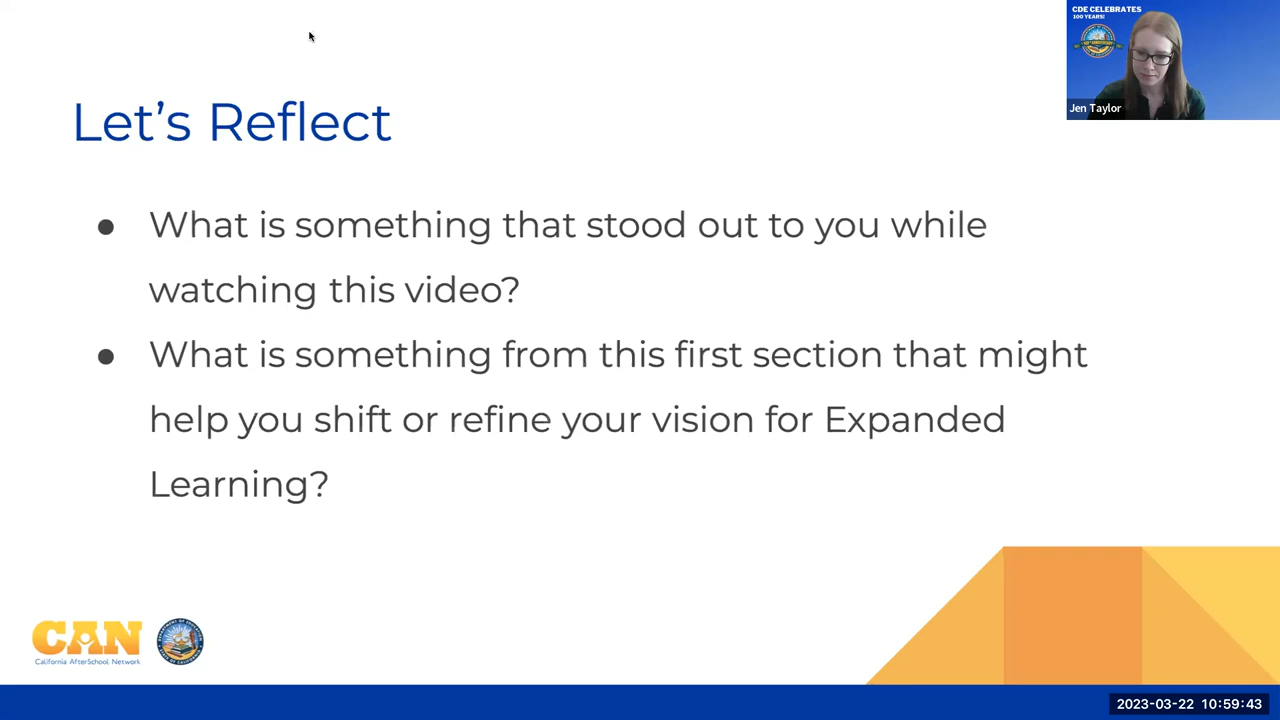 CDE CELEBRATES
100 YEARS!
Jen Taylor
Let's Reflect
● What is something that stood out to you while
watching this video?
● What is something from this first section that might
help you shift or refine your vision for Expanded
Learning?
CAN
California AfterSchool Network
2023-03-22 10:59:43